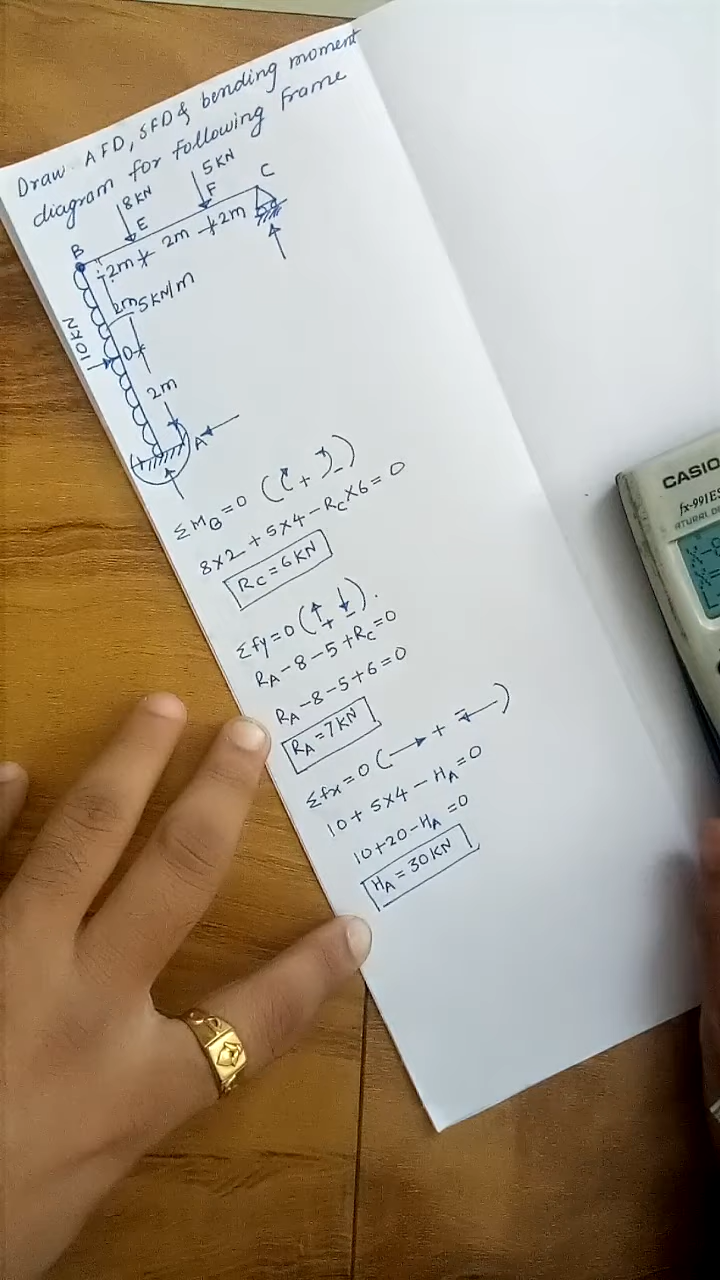 Draw AFD, SFD & bending moment
diagram for following frame
8KN
5KN
C
E
F
B
2m
2m
2m
2m
5KN/m
10KN
D
2m
A
ΣMB=0 ( + - )
8×2+5×4-Rc×6=0
Rc=6KN
Σfy=0 (↑+ ↓-).
RA-8-5+Rc=0
RA-8-5+6=0
RA=7KN
Σfx=0 (→+ ←-)
10+5×4-HA=0
10+20-HA=0
HA=30KN
CASIO
fx-991ES